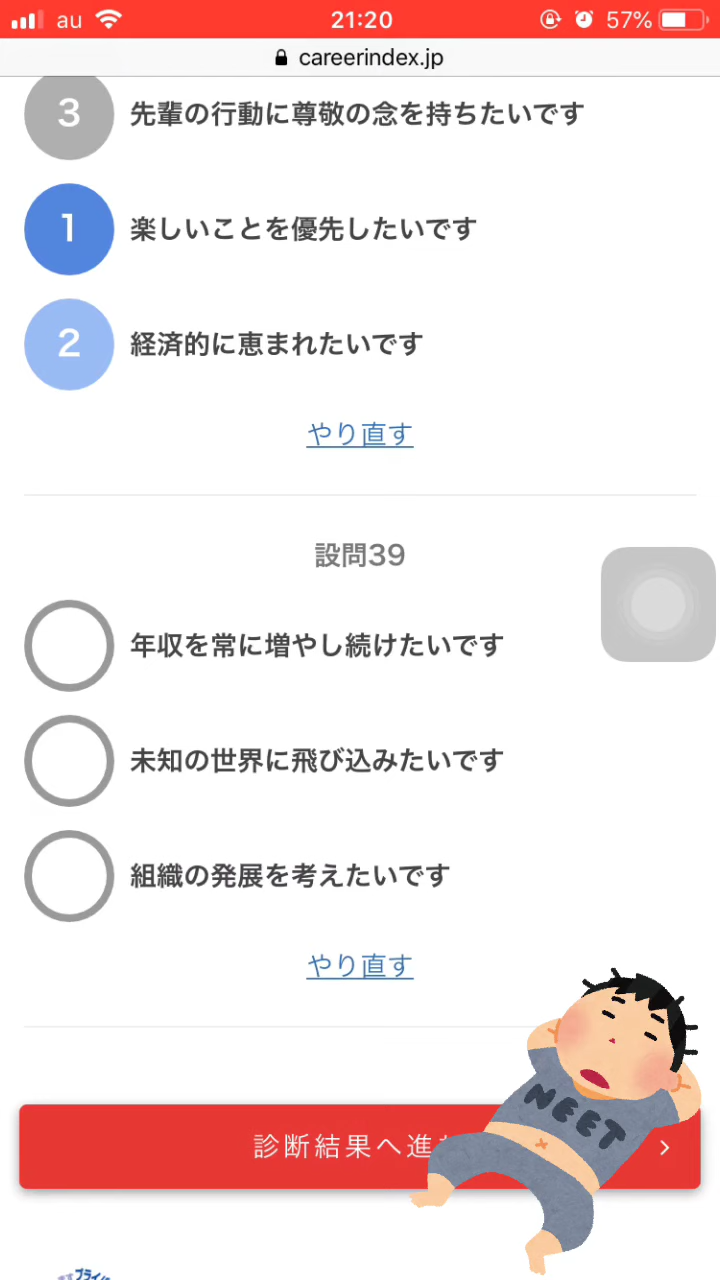 au 21:20 57%
careerindex.jp
3 先輩の行動に尊敬の念を持ちたいです
1 楽しいことを優先したいです
2 経済的に恵まれたいです
やり直す
設問39
年収を常に増やし続けたいです
未知の世界に飛び込みたいです
組織の発展を考えたいです
やり直す
診断結果へ進
NEET